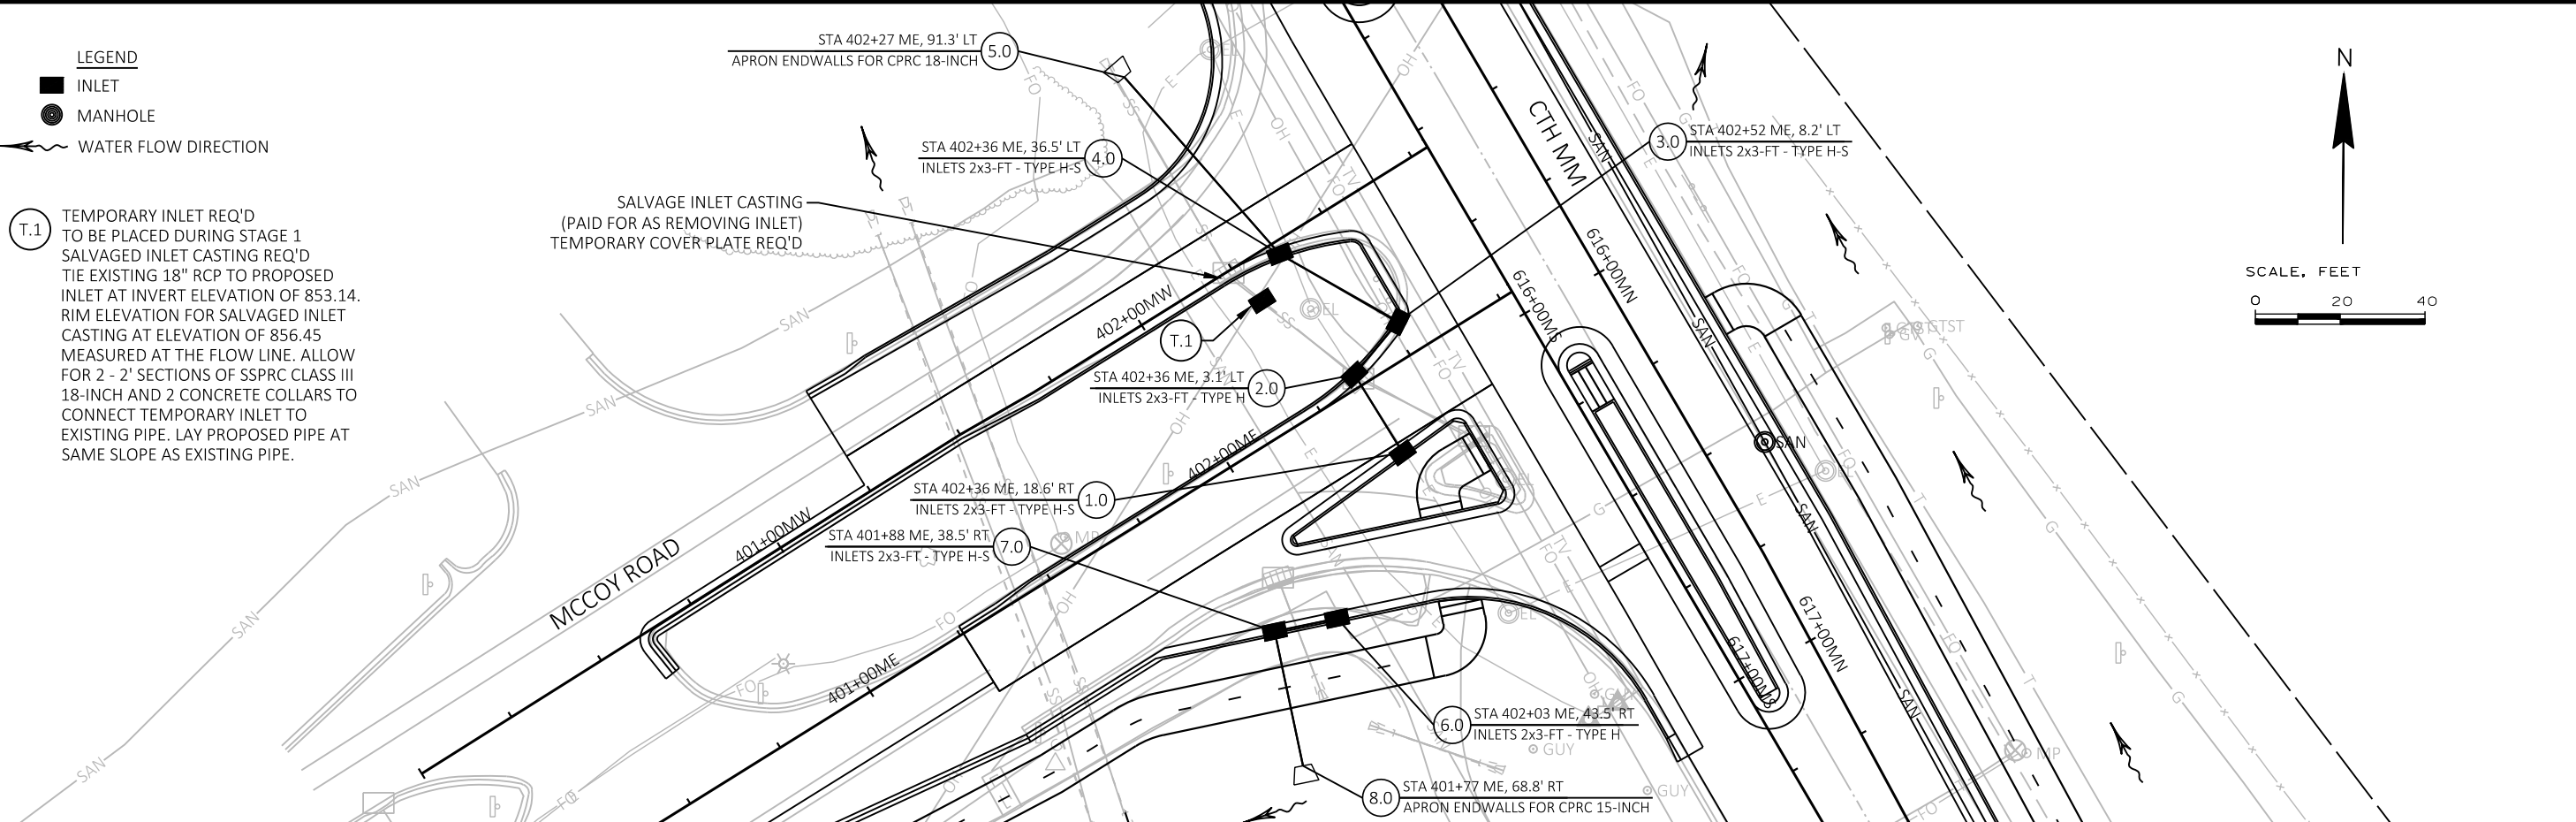 LEGEND
INLET
MANHOLE
WATER FLOW DIRECTION
T.1
TEMPORARY INLET REQ'D
TO BE PLACED DURING STAGE 1
SALVAGED INLET CASTING REQ'D
TIE EXISTING 18" RCP TO PROPOSED
INLET AT INVERT ELEVATION OF 853.14.
RIM ELEVATION FOR SALVAGED INLET
CASTING AT ELEVATION OF 856.45
MEASURED AT THE FLOW LINE. ALLOW
FOR 2 - 2' SECTIONS OF SSPRC CLASS III
18-INCH AND 2 CONCRETE COLLARS TO
CONNECT TEMPORARY INLET TO
EXISTING PIPE. LAY PROPOSED PIPE AT
SAME SLOPE AS EXISTING PIPE.
STA 402+27 ME, 91.3' LT
APRON ENDWALLS FOR CPRC 18-INCH
5.0
STA 402+36 ME, 36.5' LT
INLETS 2x3-FT - TYPE H-S
4.0
SALVAGE INLET CASTING
(PAID FOR AS REMOVING INLET)
TEMPORARY COVER PLATE REQ'D
STA 402+52 ME, 8.2' LT
INLETS 2x3-FT - TYPE H-S
3.0
T.1
STA 402+36 ME, 3.1' LT
INLETS 2x3-FT - TYPE H
2.0
STA 402+36 ME, 18.6' RT
INLETS 2x3-FT - TYPE H-S
1.0
STA 401+88 ME, 38.5' RT
INLETS 2x3-FT - TYPE H-S
7.0
6.0
STA 402+03 ME, 43.5' RT
INLETS 2x3-FT - TYPE H
8.0
STA 401+77 ME, 68.8' RT
APRON ENDWALLS FOR CPRC 15-INCH
MCCOY ROAD
CTH MM
401+00MW
402+00MW
401+00ME
402+00ME
616+00MS
616+00MN
617+00MS
617+00MN
N
SCALE, FEET
0 20 40
SAN
SAN
SAN
SAN
SAN
SAN
SAN
SAN
SAN
SAN
GTST
MP
GUY
GUY
FO
FO
FO
OH
OH
TV
TV
EL
EL